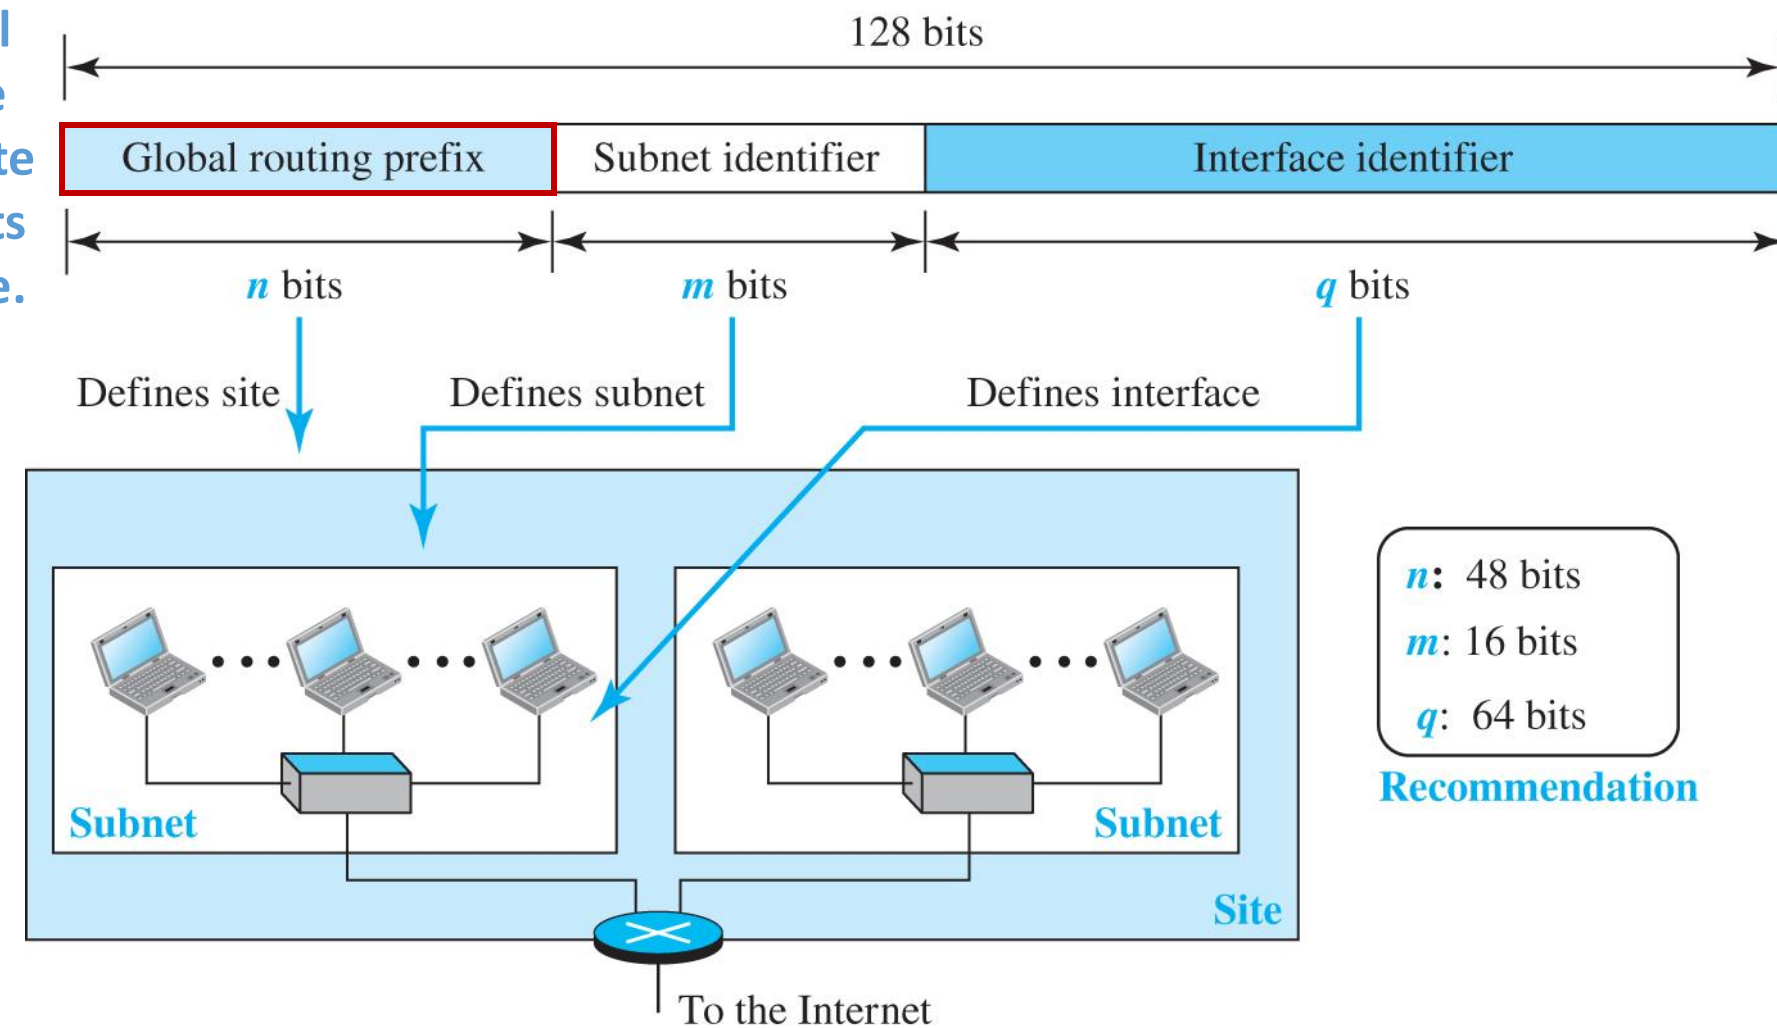 128 bits
Global routing prefix
Subnet identifier
Interface identifier
n bits
m bits
q bits
Defines site
Defines subnet
Defines interface
n: 48 bits
m: 16 bits
q: 64 bits
Recommendation
Subnet
Subnet
Site
To the Internet